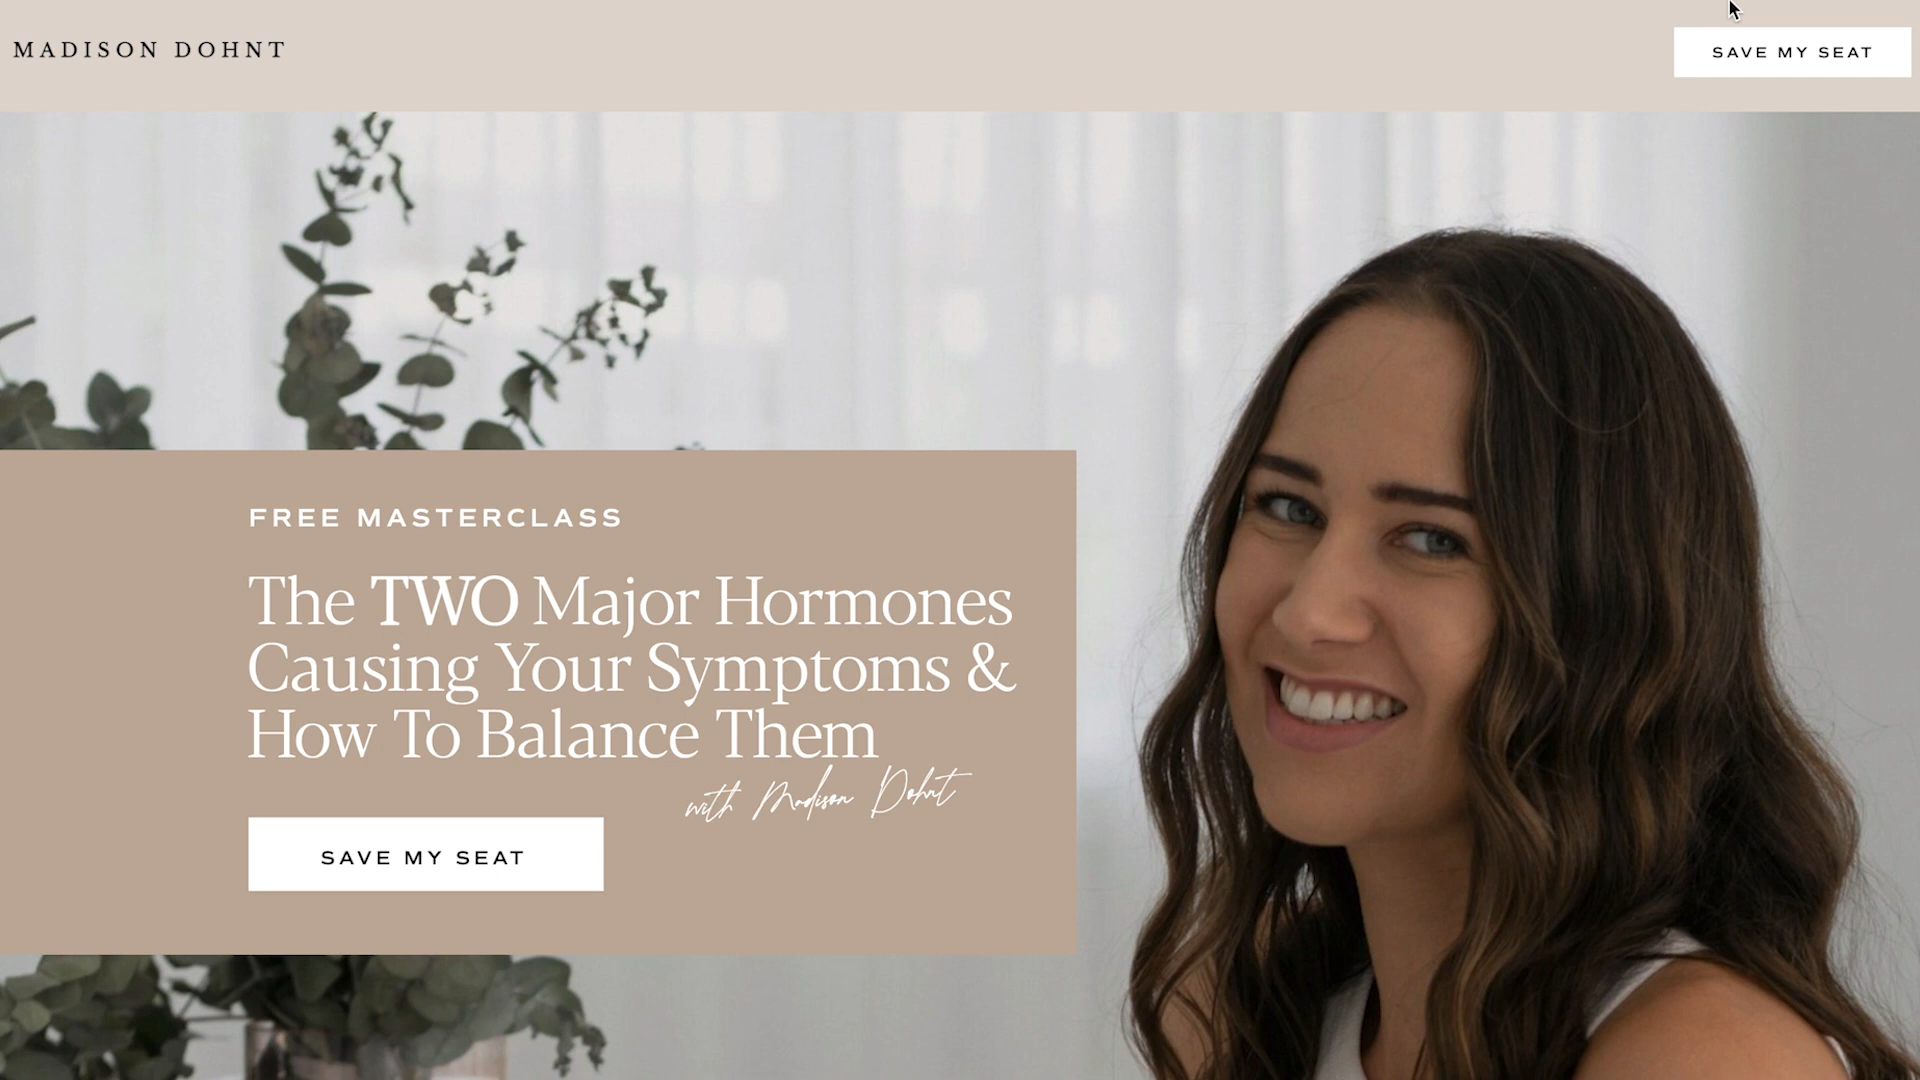 MADISON DOHNT
SAVE MY SEAT
FREE MASTERCLASS
The TWO Major Hormones
Causing Your Symptoms &
How To Balance Them
with Madison Dohnt
SAVE MY SEAT